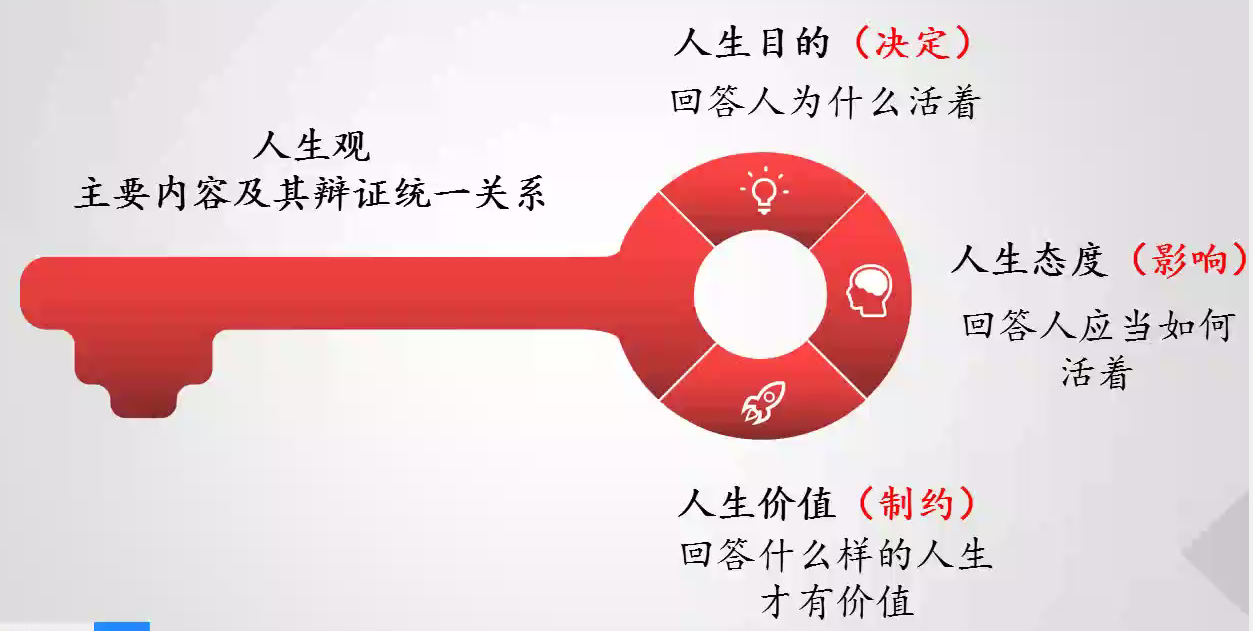 人生目的（决定）
回答人为什么活着
人生观
主要内容及其辩证统一关系
人生态度（影响）
回答人应当如何
活着
人生价值（制约）
回答什么样的人生
才有价值